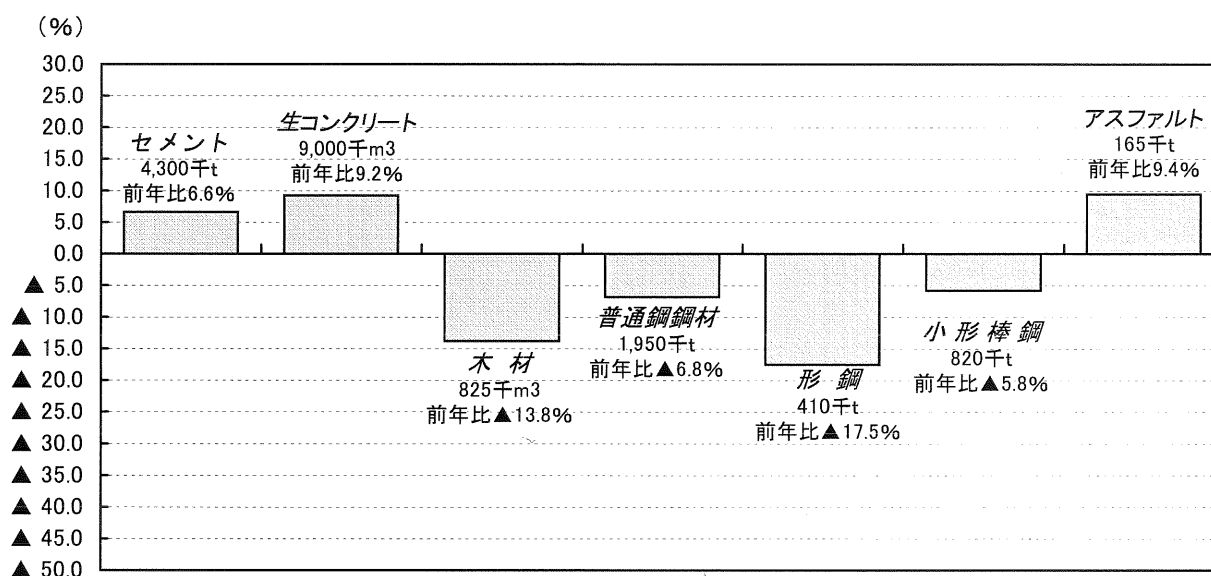 (%)
30.0
25.0
20.0
15.0
10.0
5.0
0.0
▲ 5.0
▲ 10.0
▲ 15.0
▲ 20.0
▲ 25.0
▲ 30.0
▲ 35.0
▲ 40.0
▲ 45.0
▲ 50.0
セメント
4,300千t
前年比6.6%
生コンクリート
9,000千m3
前年比9.2%
木 材
825千m3
前年比▲13.8%
普通鋼鋼材
1,950千t
前年比▲6.8%
形 鋼
410千t
前年比▲17.5%
小 形 棒 鋼
820千t
前年比▲5.8%
アスファルト
165千t
前年比9.4%